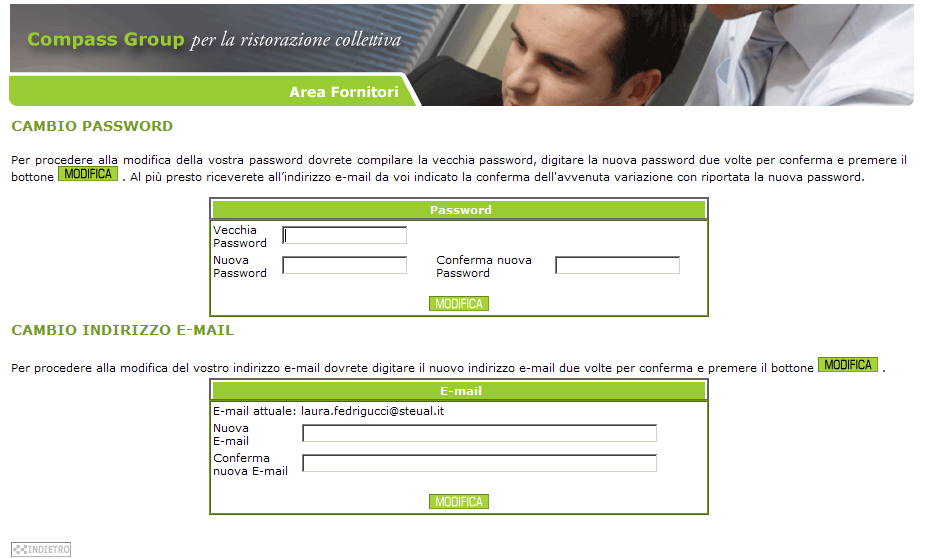 Compass Group per la ristorazione collettiva
Area Fornitori
CAMBIO PASSWORD
Per procedere alla modifica della vostra password dovrete compilare la vecchia password, digitare la nuova password due volte per conferma e premere il
bottone MODIFICA . Al più presto riceverete all'indirizzo e-mail da voi indicato la conferma dell'avvenuta variazione con riportata la nuova password.
Password
Vecchia
Password
Nuova
Password
Conferma nuova
Password
MODIFICA
CAMBIO INDIRIZZO E-MAIL
Per procedere alla modifica del vostro indirizzo e-mail dovrete digitare il nuovo indirizzo e-mail due volte per conferma e premere il bottone MODIFICA .
E-mail
E-mail attuale: laura.fedrigucci@steual.it
Nuova
E-mail
Conferma
nuova E-mail
MODIFICA
INDIETRO